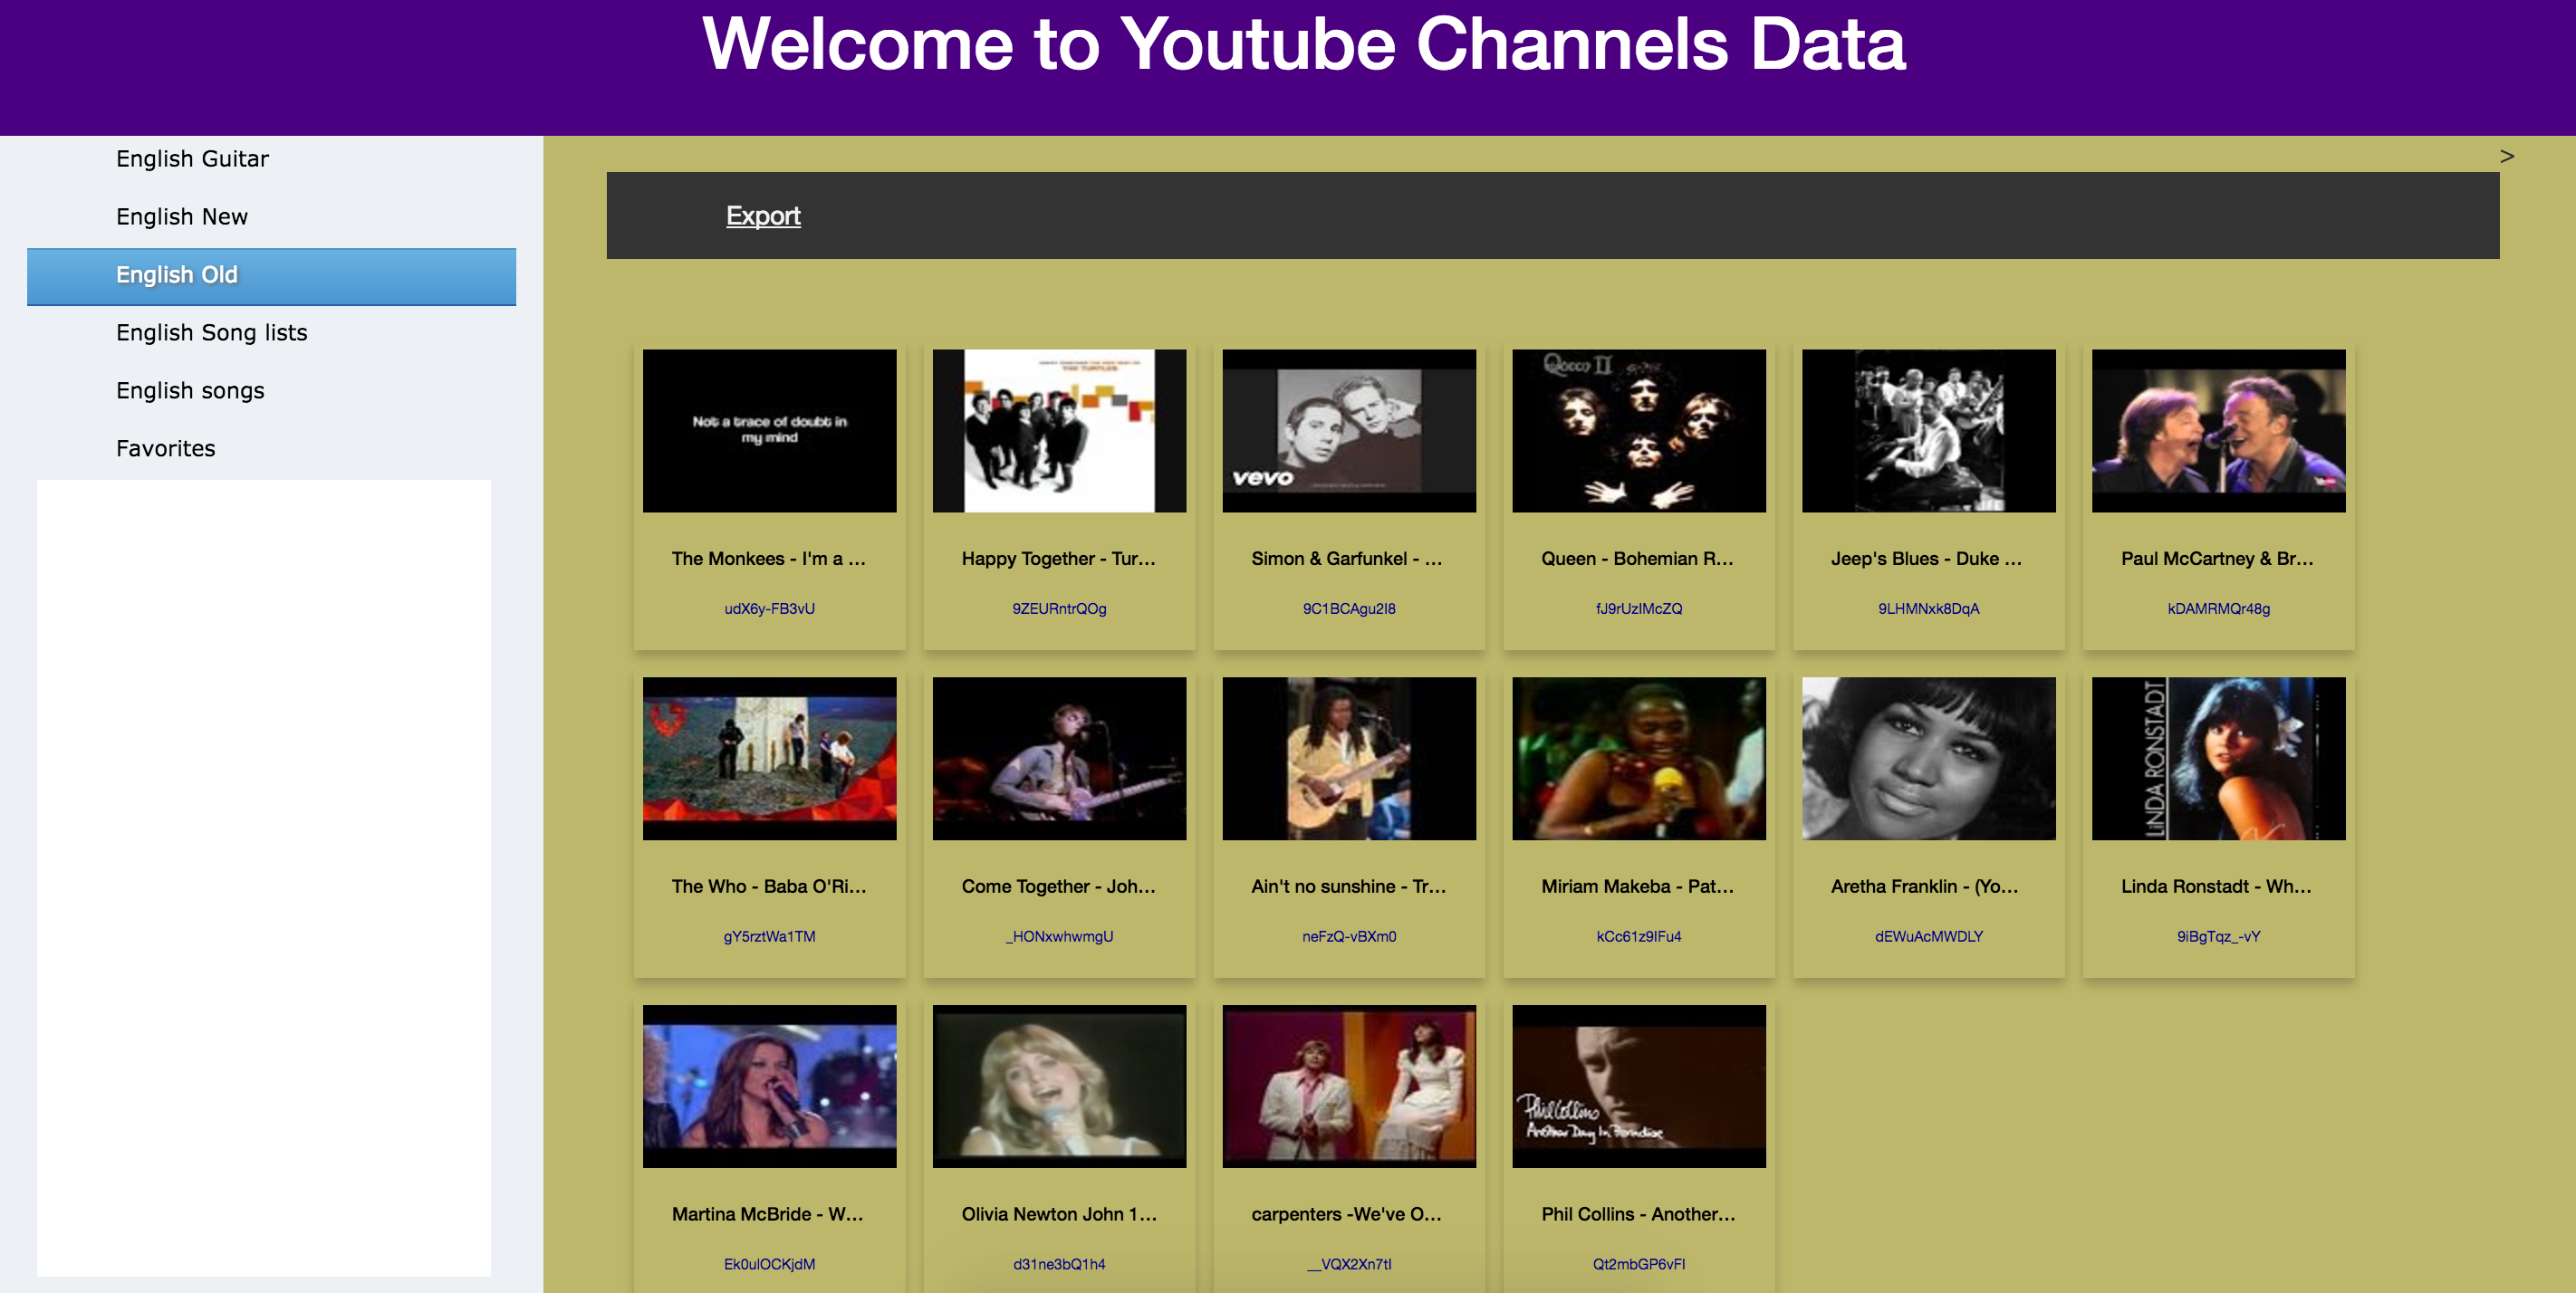 Welcome to Youtube Channels Data
English Guitar
English New
English Old
English Song lists
English songs
Favorites
>
Export
Not a trace of doubt in
my mind
THE TURTLES
vevo
Queen II
The Monkees - I'm a ...
Happy Together - Tur...
Simon & Garfunkel - ...
Queen - Bohemian R...
Jeep's Blues - Duke ...
Paul McCartney & Br...
udX6y-FB3vU
9ZEURntrQOg
9C1BCAgu2I8
fJ9rUzIMcZQ
9LHMNxk8DqA
kDAMRMQr48g
LINDA RONSTADT
The Who - Baba O'Ri...
Come Together - Joh...
Ain't no sunshine - Tr...
Miriam Makeba - Pat...
Aretha Franklin - (Yo...
Linda Ronstadt - Wh...
gY5rztWa1TM
_HONxwhwmgU
neFzQ-vBXm0
kCc61z9IFu4
dEWuAcMWDLY
9iBgTqz_-vY
Phil Collins
Another Day In Paradise
Martina McBride - W...
Olivia Newton John 1...
carpenters -We've O...
Phil Collins - Another...
Ek0ulOCKjdM
d31ne3bQ1h4
__VQX2Xn7tI
Qt2mbGP6vFI